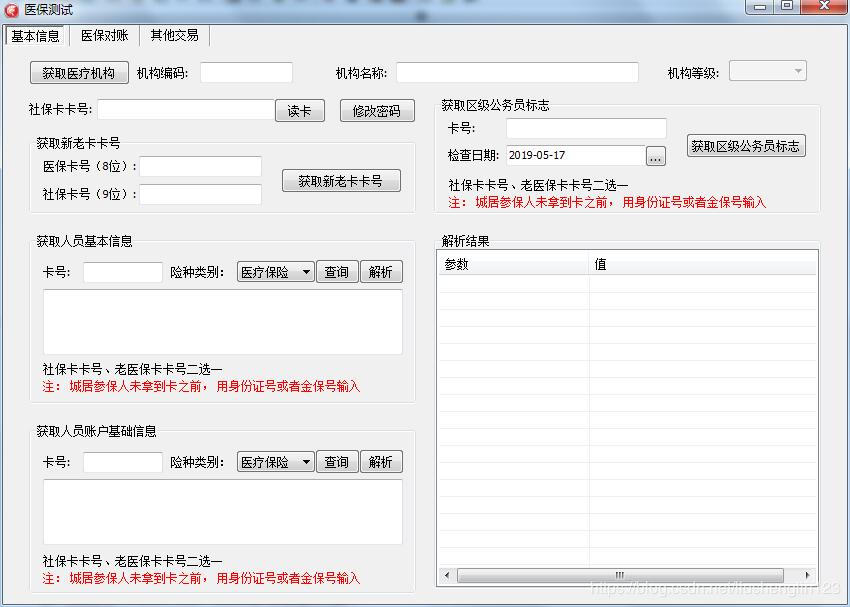 医保测试
基本信息 医保对账 其他交易
获取医疗机构 机构编码: 机构名称: 机构等级:
社保卡卡号: 读卡 修改密码
获取新老卡卡号
医保卡卡号（8位）:
社保卡卡号（9位）:
获取新老卡卡号
获取区级公务员标志
卡号:
检查日期: 2019-05-17 ...
获取区级公务员标志
社保卡卡号、老医保卡卡号二选一
注: 城居参保人未拿到卡之前，用身份证号或者金保号输入
获取人员基本信息
卡号: 险种类别: 医疗保险 查询 解析
社保卡卡号、老医保卡卡号二选一
注: 城居参保人未拿到卡之前，用身份证号或者金保号输入
获取人员账户基础信息
卡号: 险种类别: 医疗保险 查询 解析
社保卡卡号、老医保卡卡号二选一
注: 城居参保人未拿到卡之前，用身份证号或者金保号输入
解析结果
参数 值